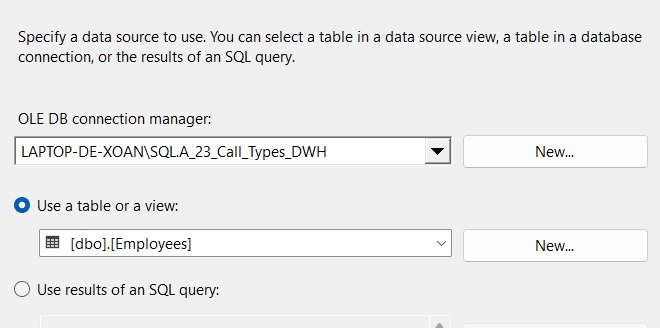 Specify a data source to use. You can select a table in a data source view, a table in a database
connection, or the results of an SQL query.
OLE DB connection manager:
LAPTOP-DE-XOAN\SQL.A_23_Call_Types_DWH
New...
Use a table or a view:
[dbo].[Employees]
New...
Use results of an SQL query: